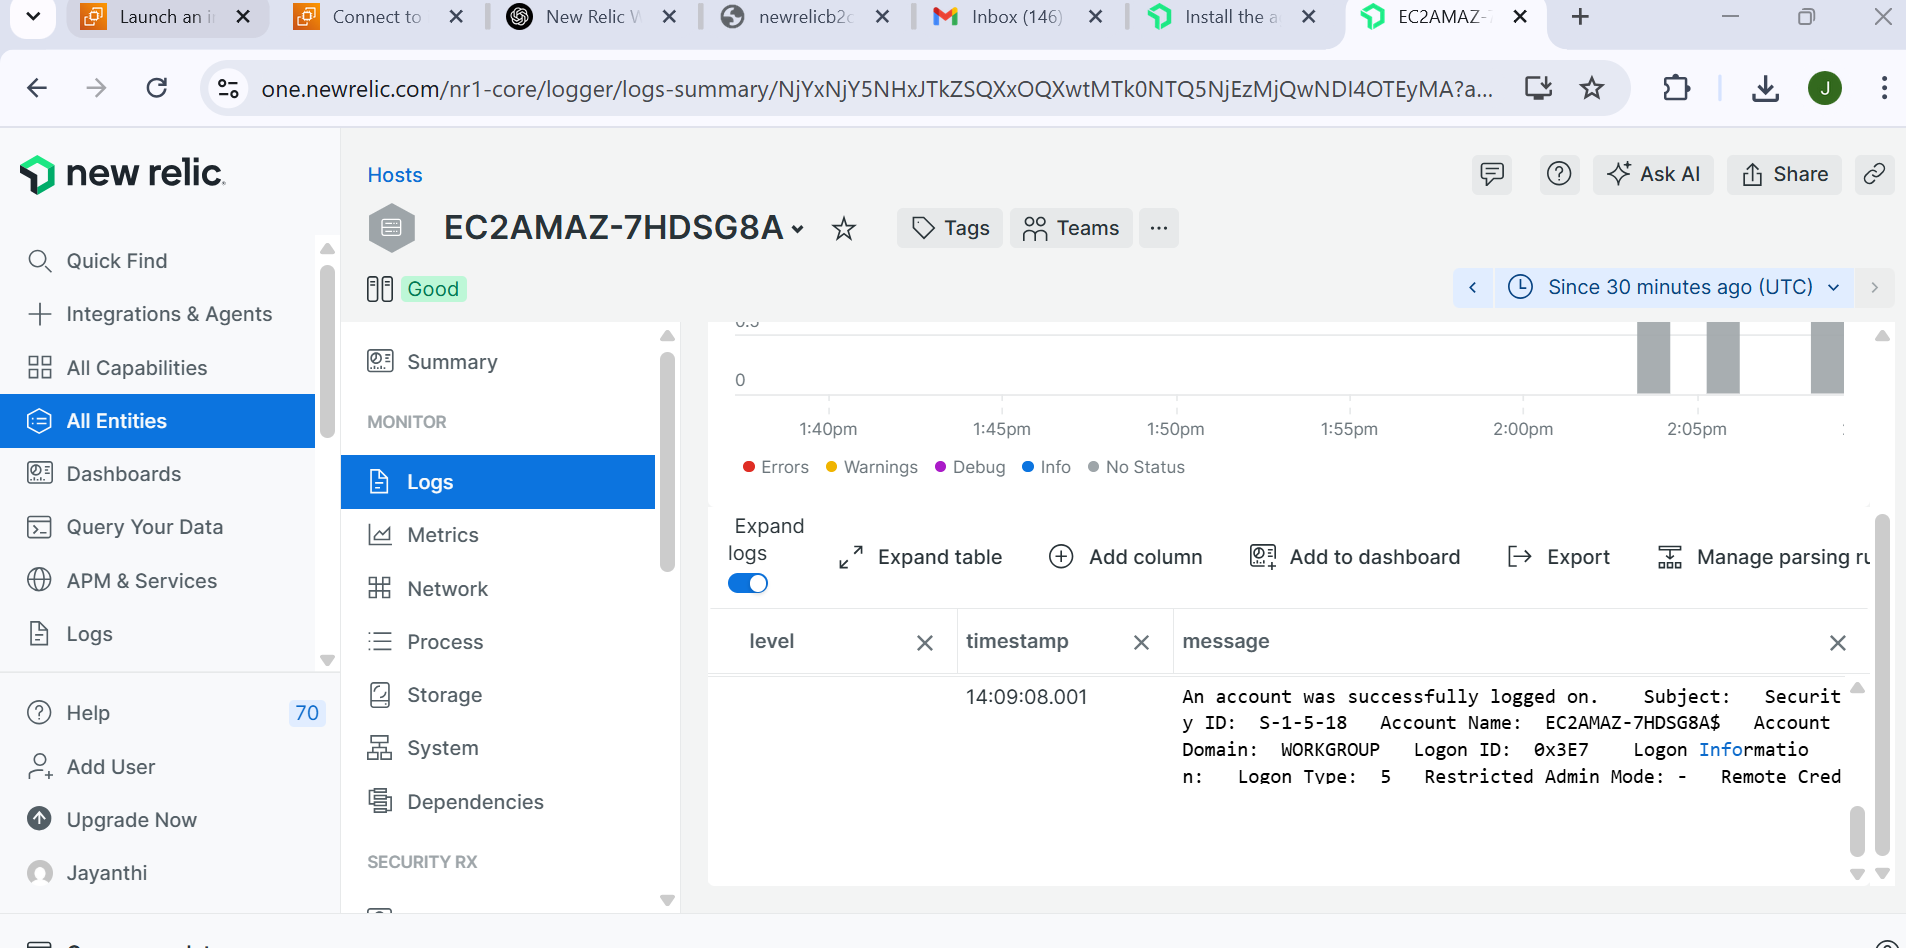 Launch an i
Connect to
New Relic W
newrelicb2c
Inbox (146)
Install the a
EC2AMAZ-7
one.newrelic.com/nr1-core/logger/logs-summary/NjYxNjY5NHxJTkZSQXxOQXwtMTk0NTQ5NjEzMjQwNDI4OTEyMA?a...
J
new relic.
Quick Find
Integrations & Agents
All Capabilities
All Entities
Dashboards
Query Your Data
APM & Services
Logs
Help 70
Add User
Upgrade Now
Jayanthi
Hosts
Ask AI
Share
EC2AMAZ-7HDSG8A
Tags
Teams
Good
Since 30 minutes ago (UTC)
Summary
MONITOR
Logs
Metrics
Network
Process
Storage
System
Dependencies
SECURITY RX
0.5
0
1:40pm 1:45pm 1:50pm 1:55pm 2:00pm 2:05pm
Errors Warnings Debug Info No Status
Expand
logs
Expand table
Add column
Add to dashboard
Export
Manage parsing ru
level timestamp message
14:09:08.001
An account was successfully logged on. Subject: Securit
y ID: S-1-5-18 Account Name: EC2AMAZ-7HDSG8A$ Account
Domain: WORKGROUP Logon ID: 0x3E7 Logon Informatio
n: Logon Type: 5 Restricted Admin Mode: - Remote Cred